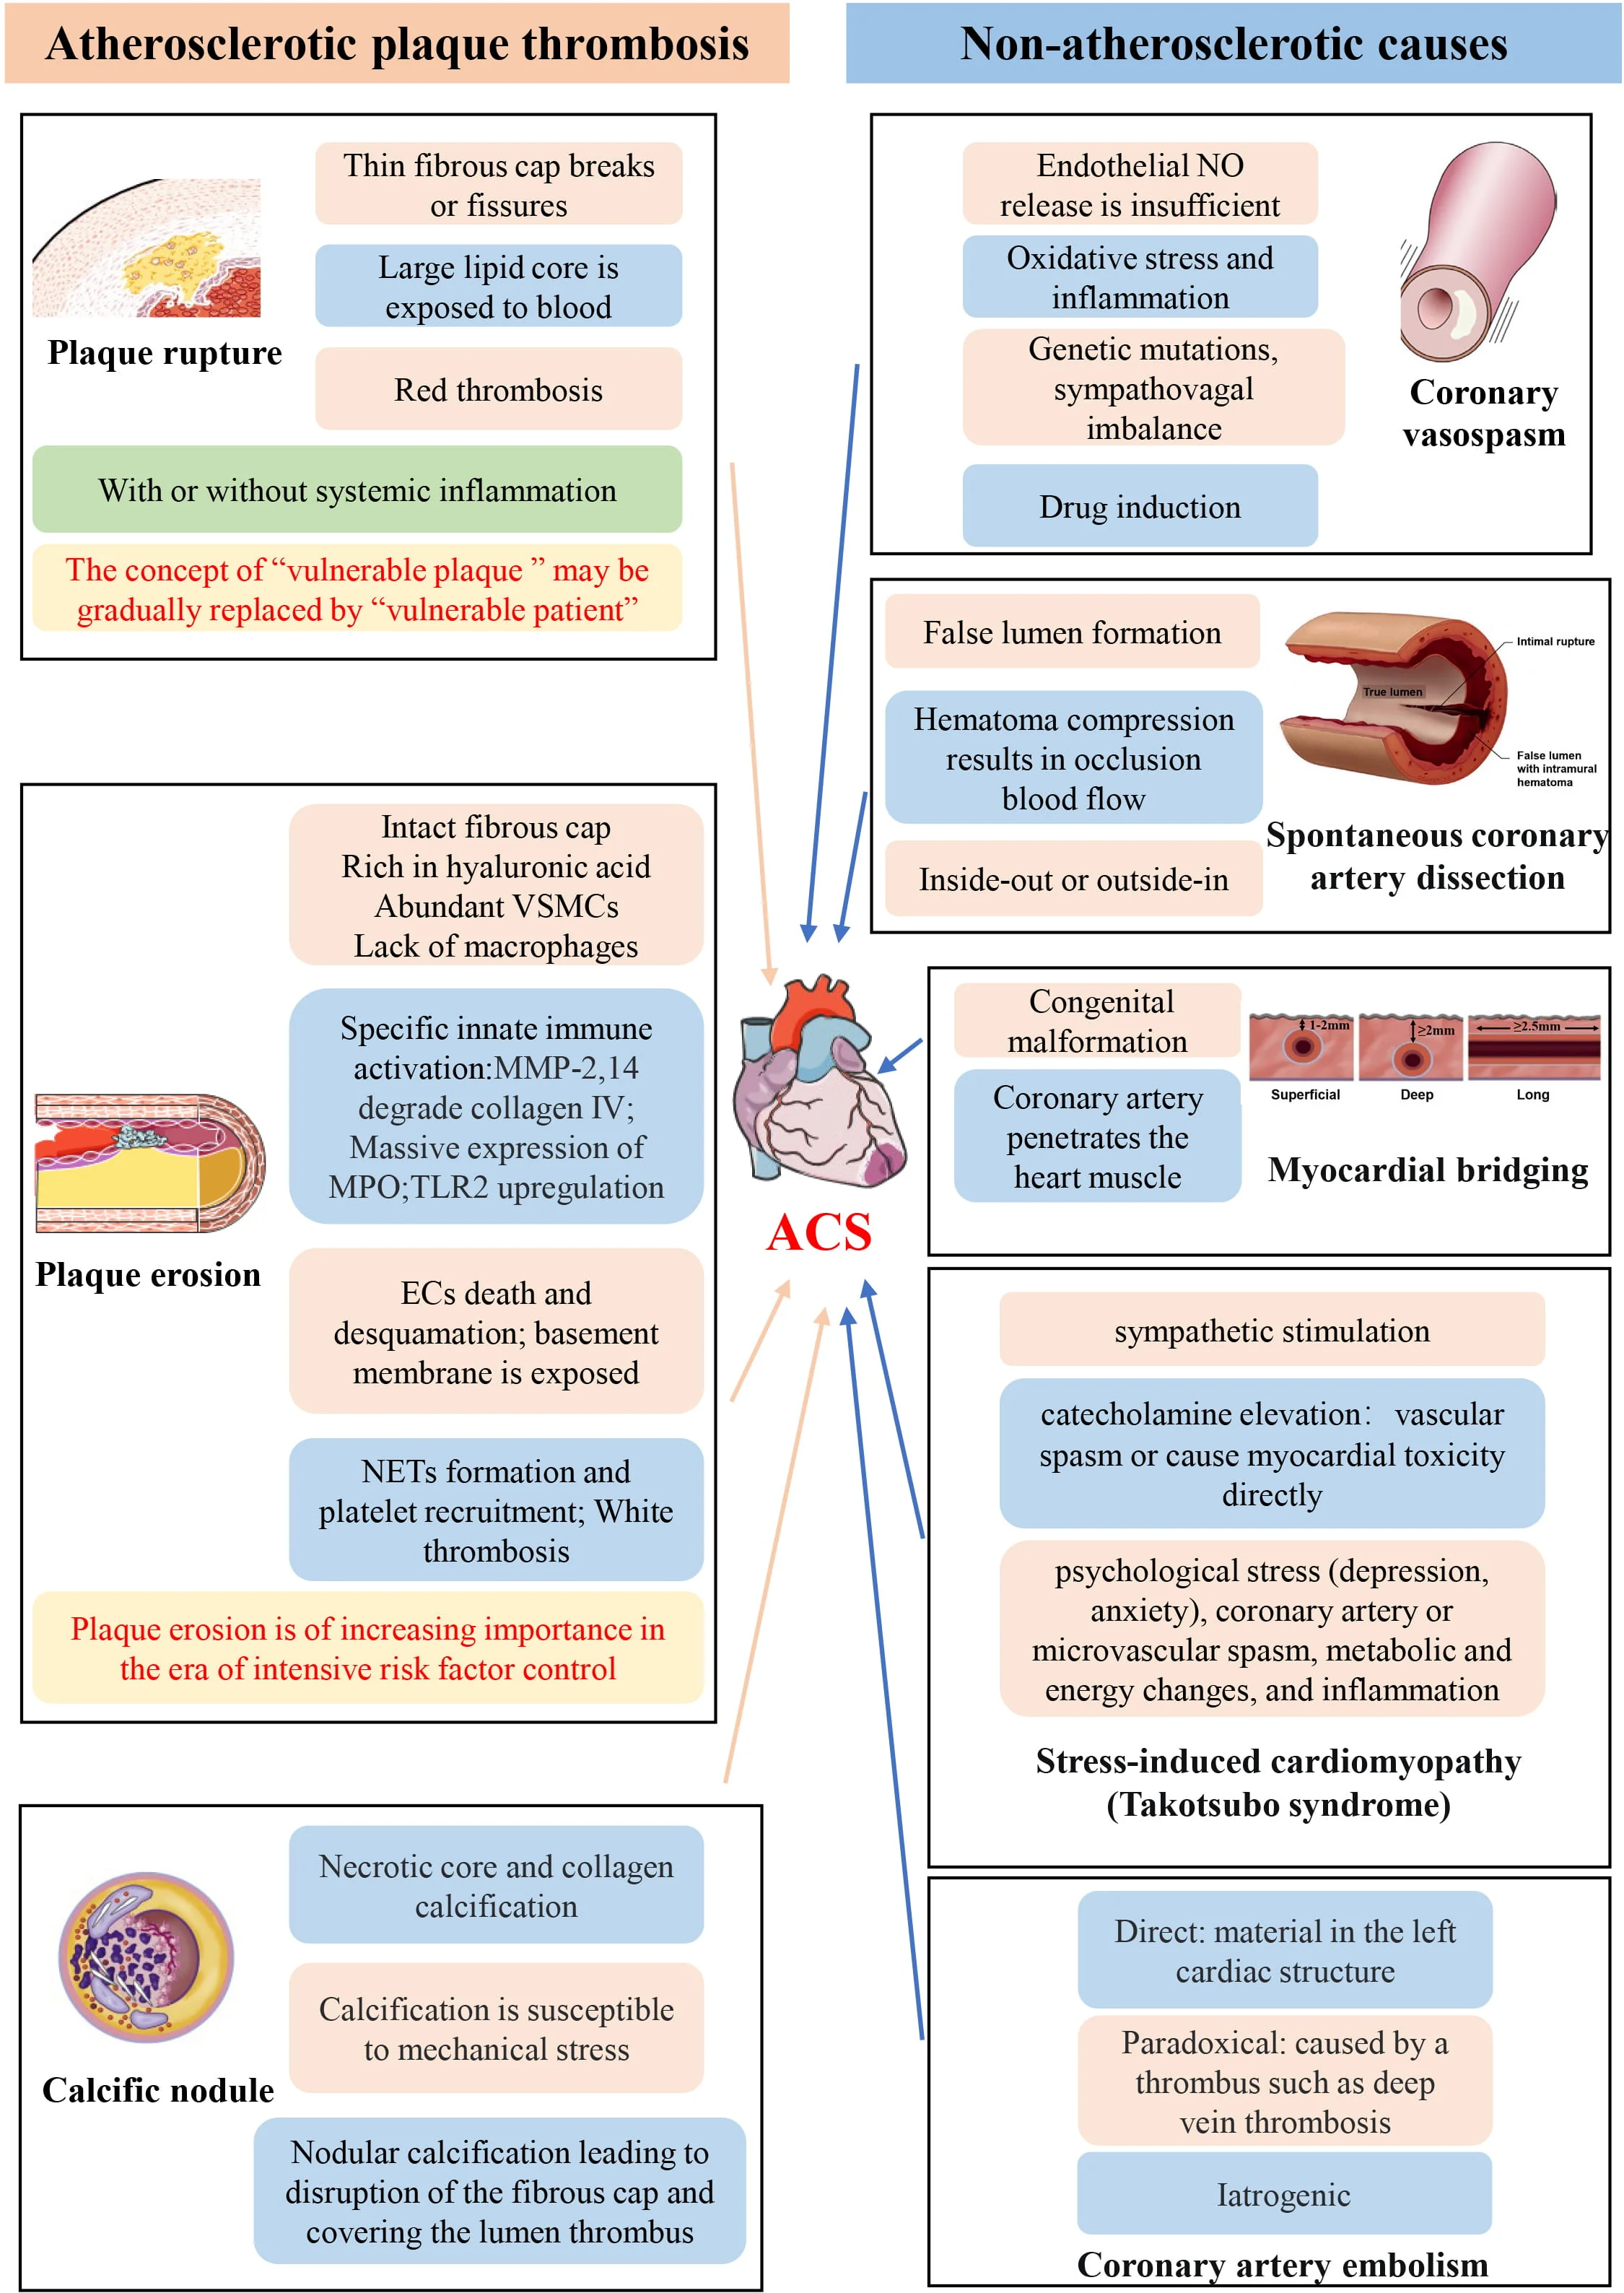 Atherosclerotic plaque thrombosis
Non-atherosclerotic causes
Thin fibrous cap breaks
or fissures
Large lipid core is
exposed to blood
Plaque rupture
Red thrombosis
With or without systemic inflammation
The concept of “vulnerable plaque ” may be
gradually replaced by “vulnerable patient”
Intact fibrous cap
Rich in hyaluronic acid
Abundant VSMCs
Lack of macrophages
Specific innate immune
activation:MMP-2,14
degrade collagen IV;
Massive expression of
MPO;TLR2 upregulation
Plaque erosion
ECs death and
desquamation; basement
membrane is exposed
NETs formation and
platelet recruitment; White
thrombosis
Plaque erosion is of increasing importance in
the era of intensive risk factor control
Necrotic core and collagen
calcification
Calcification is susceptible
to mechanical stress
Calcific nodule
Nodular calcification leading to
disruption of the fibrous cap and
covering the lumen thrombus
ACS
Endothelial NO
release is insufficient
Oxidative stress and
inflammation
Genetic mutations,
sympathovagal
imbalance
Drug induction
Coronary
vasospasm
False lumen formation
Hematoma compression
results in occlusion
blood flow
Inside-out or outside-in
Intimal rupture
True lumen
False lumen
with intramural
hematoma
Spontaneous coronary
artery dissection
Congenital
malformation
Coronary artery
penetrates the
heart muscle
1-2mm
≥2mm
≥2.5mm
Superficial
Deep
Long
Myocardial bridging
sympathetic stimulation
catecholamine elevation： vascular
spasm or cause myocardial toxicity
directly
psychological stress (depression,
anxiety), coronary artery or
microvascular spasm, metabolic and
energy changes, and inflammation
Stress-induced cardiomyopathy
(Takotsubo syndrome)
Direct: material in the left
cardiac structure
Paradoxical: caused by a
thrombus such as deep
vein thrombosis
Iatrogenic
Coronary artery embolism